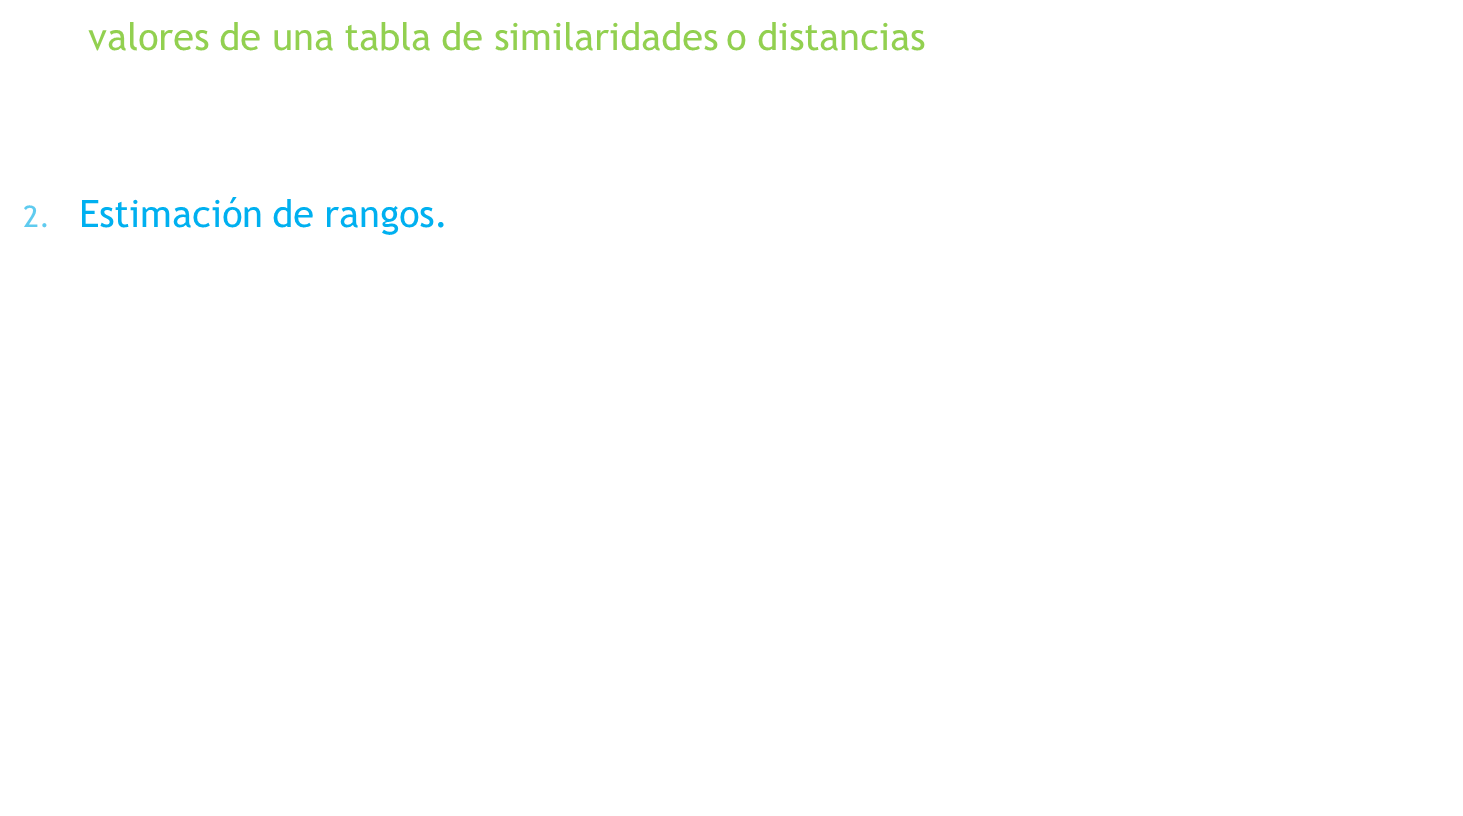 valores de una tabla de similaridades o distancias
2. Estimación de rangos.